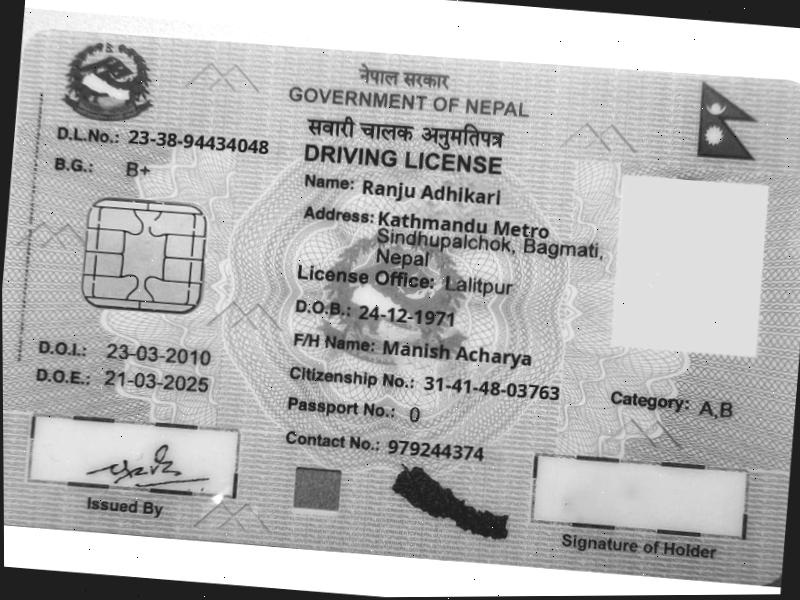 नेपाल सरकार
GOVERNMENT OF NEPAL
सवारी चालक अनुमतिपत्र
DRIVING LICENSE
D.L.No.: 23-38-94434048
B.G.: B+
Name: Ranju Adhikari
Address: Kathmandu Metro
Sindhupalchok, Bagmati,
Nepal
License Office: Lalitpur
D.O.B.: 24-12-1971
F/H Name: Manish Acharya
D.O.I.: 23-03-2010
D.O.E.: 21-03-2025
Citizenship No.: 31-41-48-03763
Passport No.: 0
Contact No.: 979244374
Category: A,B
Issued By
Signature of Holder